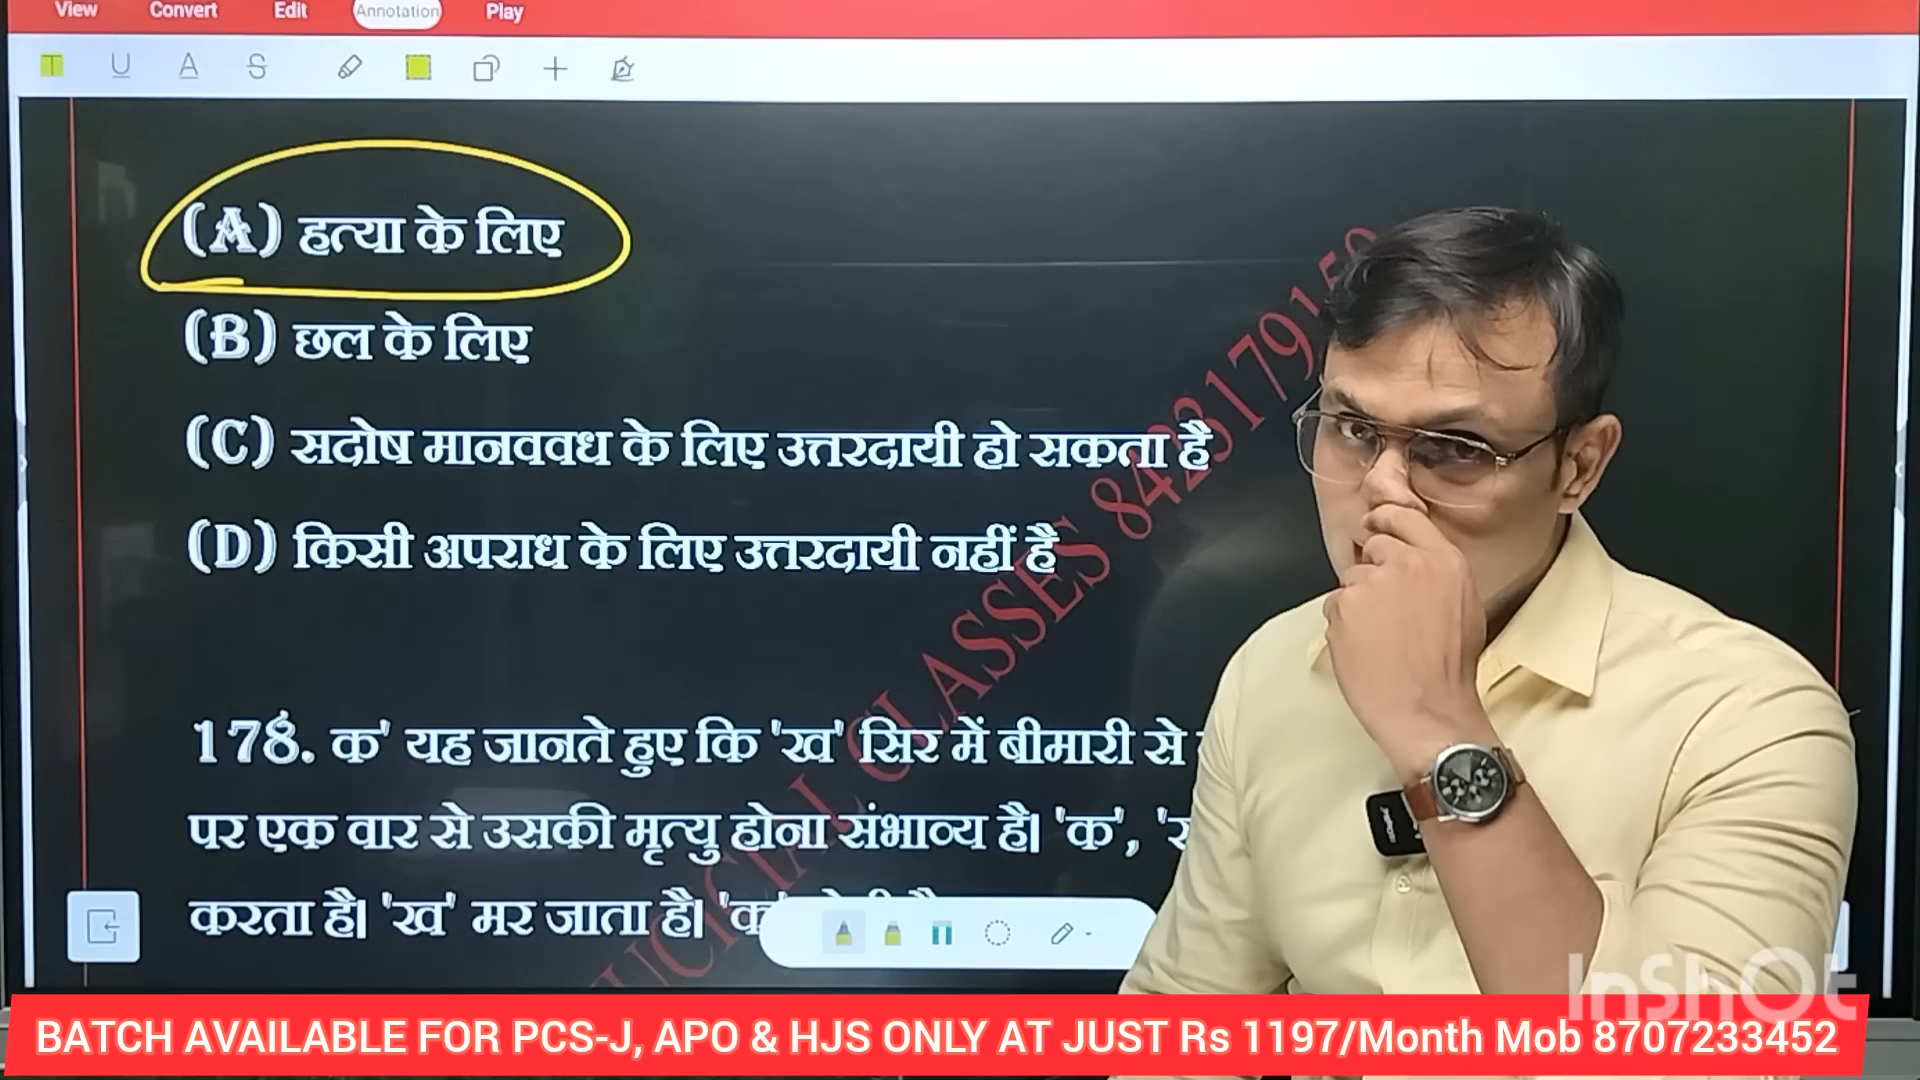 View Convert Edit Annotation Play
(A) हत्या के लिए
(B) छल के लिए
(C) सदोष मानववध के लिए उत्तरदायी हो सकता है
(D) किसी अपराध के लिए उत्तरदायी नहीं है
CLASSES 842317915
178. क' यह जानते हुए कि 'ख' सिर में बीमारी से
पर एक वार से उसकी मृत्यु होना संभाव्य है। 'क',
करता है। 'ख' मर जाता है। 'क'
InShOt
BATCH AVAILABLE FOR PCS-J, APO & HJS ONLY AT JUST Rs 1197/Month Mob 8707233452